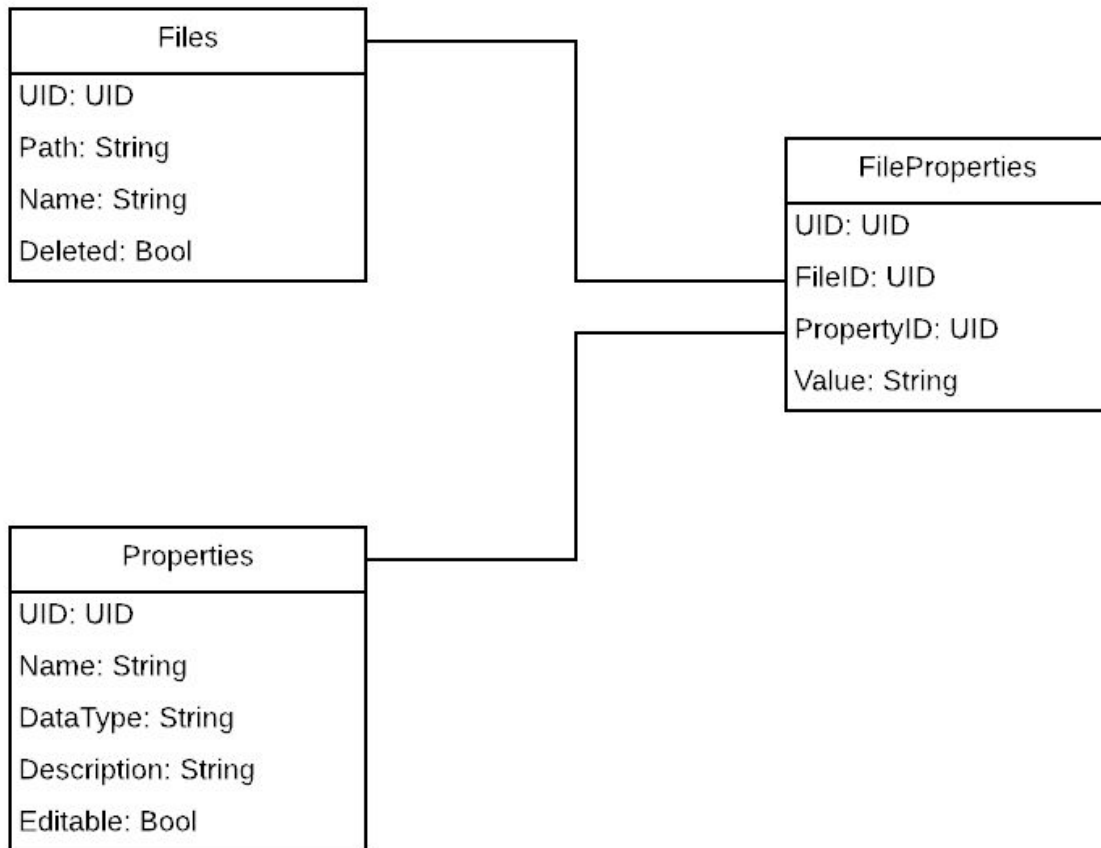 Files
UID: UID
Path: String
Name: String
Deleted: Bool
FileProperties
UID: UID
FileID: UID
PropertyID: UID
Value: String
Properties
UID: UID
Name: String
DataType: String
Description: String
Editable: Bool